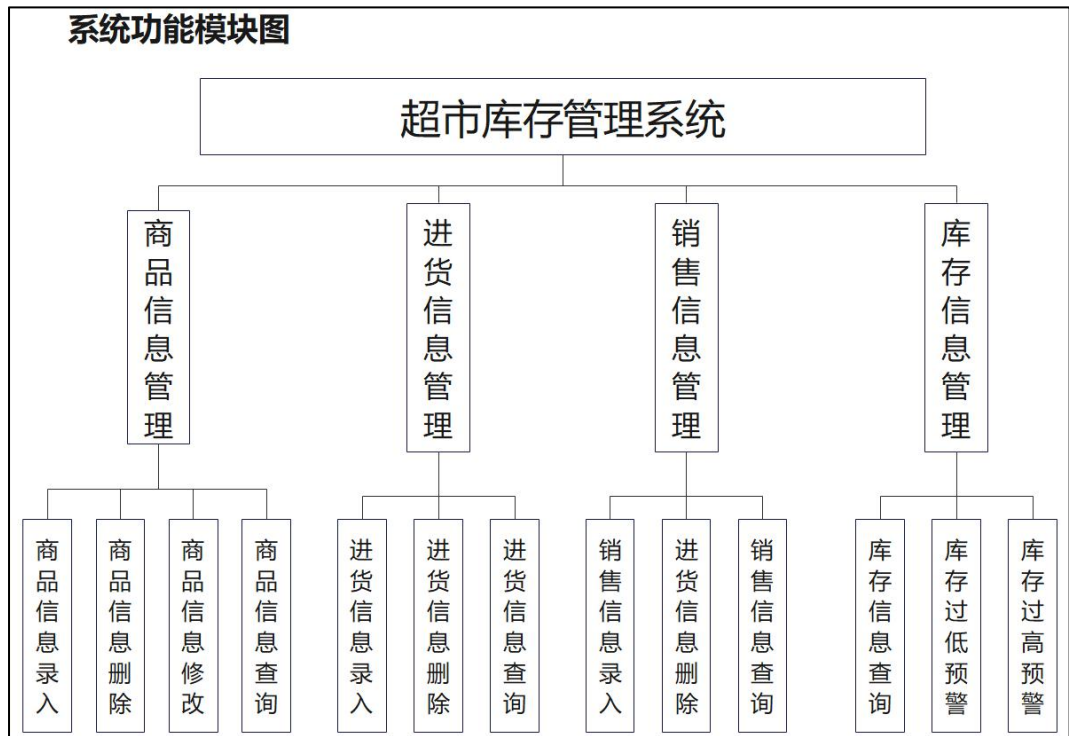 系统功能模块图
超市库存管理系统
商品信息管理
进货信息管理
销售信息管理
库存信息管理
商品信息录入
商品信息删除
商品信息修改
商品信息查询
进货信息录入
进货信息删除
进货信息查询
销售信息录入
进货信息删除
销售信息查询
库存信息查询
库存过低预警
库存过高预警